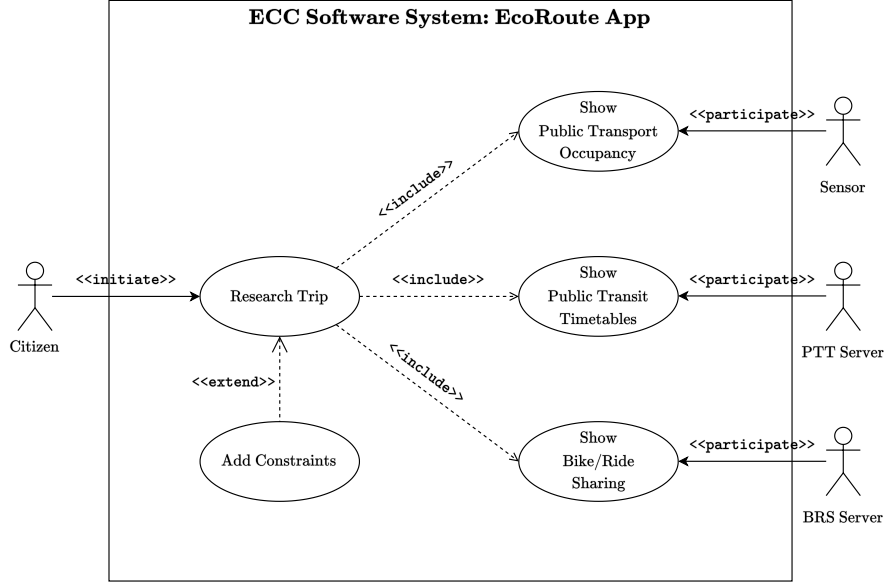 ECC Software System: EcoRoute App
Show
Public Transport
Occupancy
<<participate>>
Sensor
<<include>>
<<initiate>>
Citizen
Research Trip
<<include>>
Show
Public Transit
Timetables
<<participate>>
PTT Server
<<include>>
<<extend>>
Add Constraints
Show
Bike/Ride
Sharing
<<participate>>
BRS Server